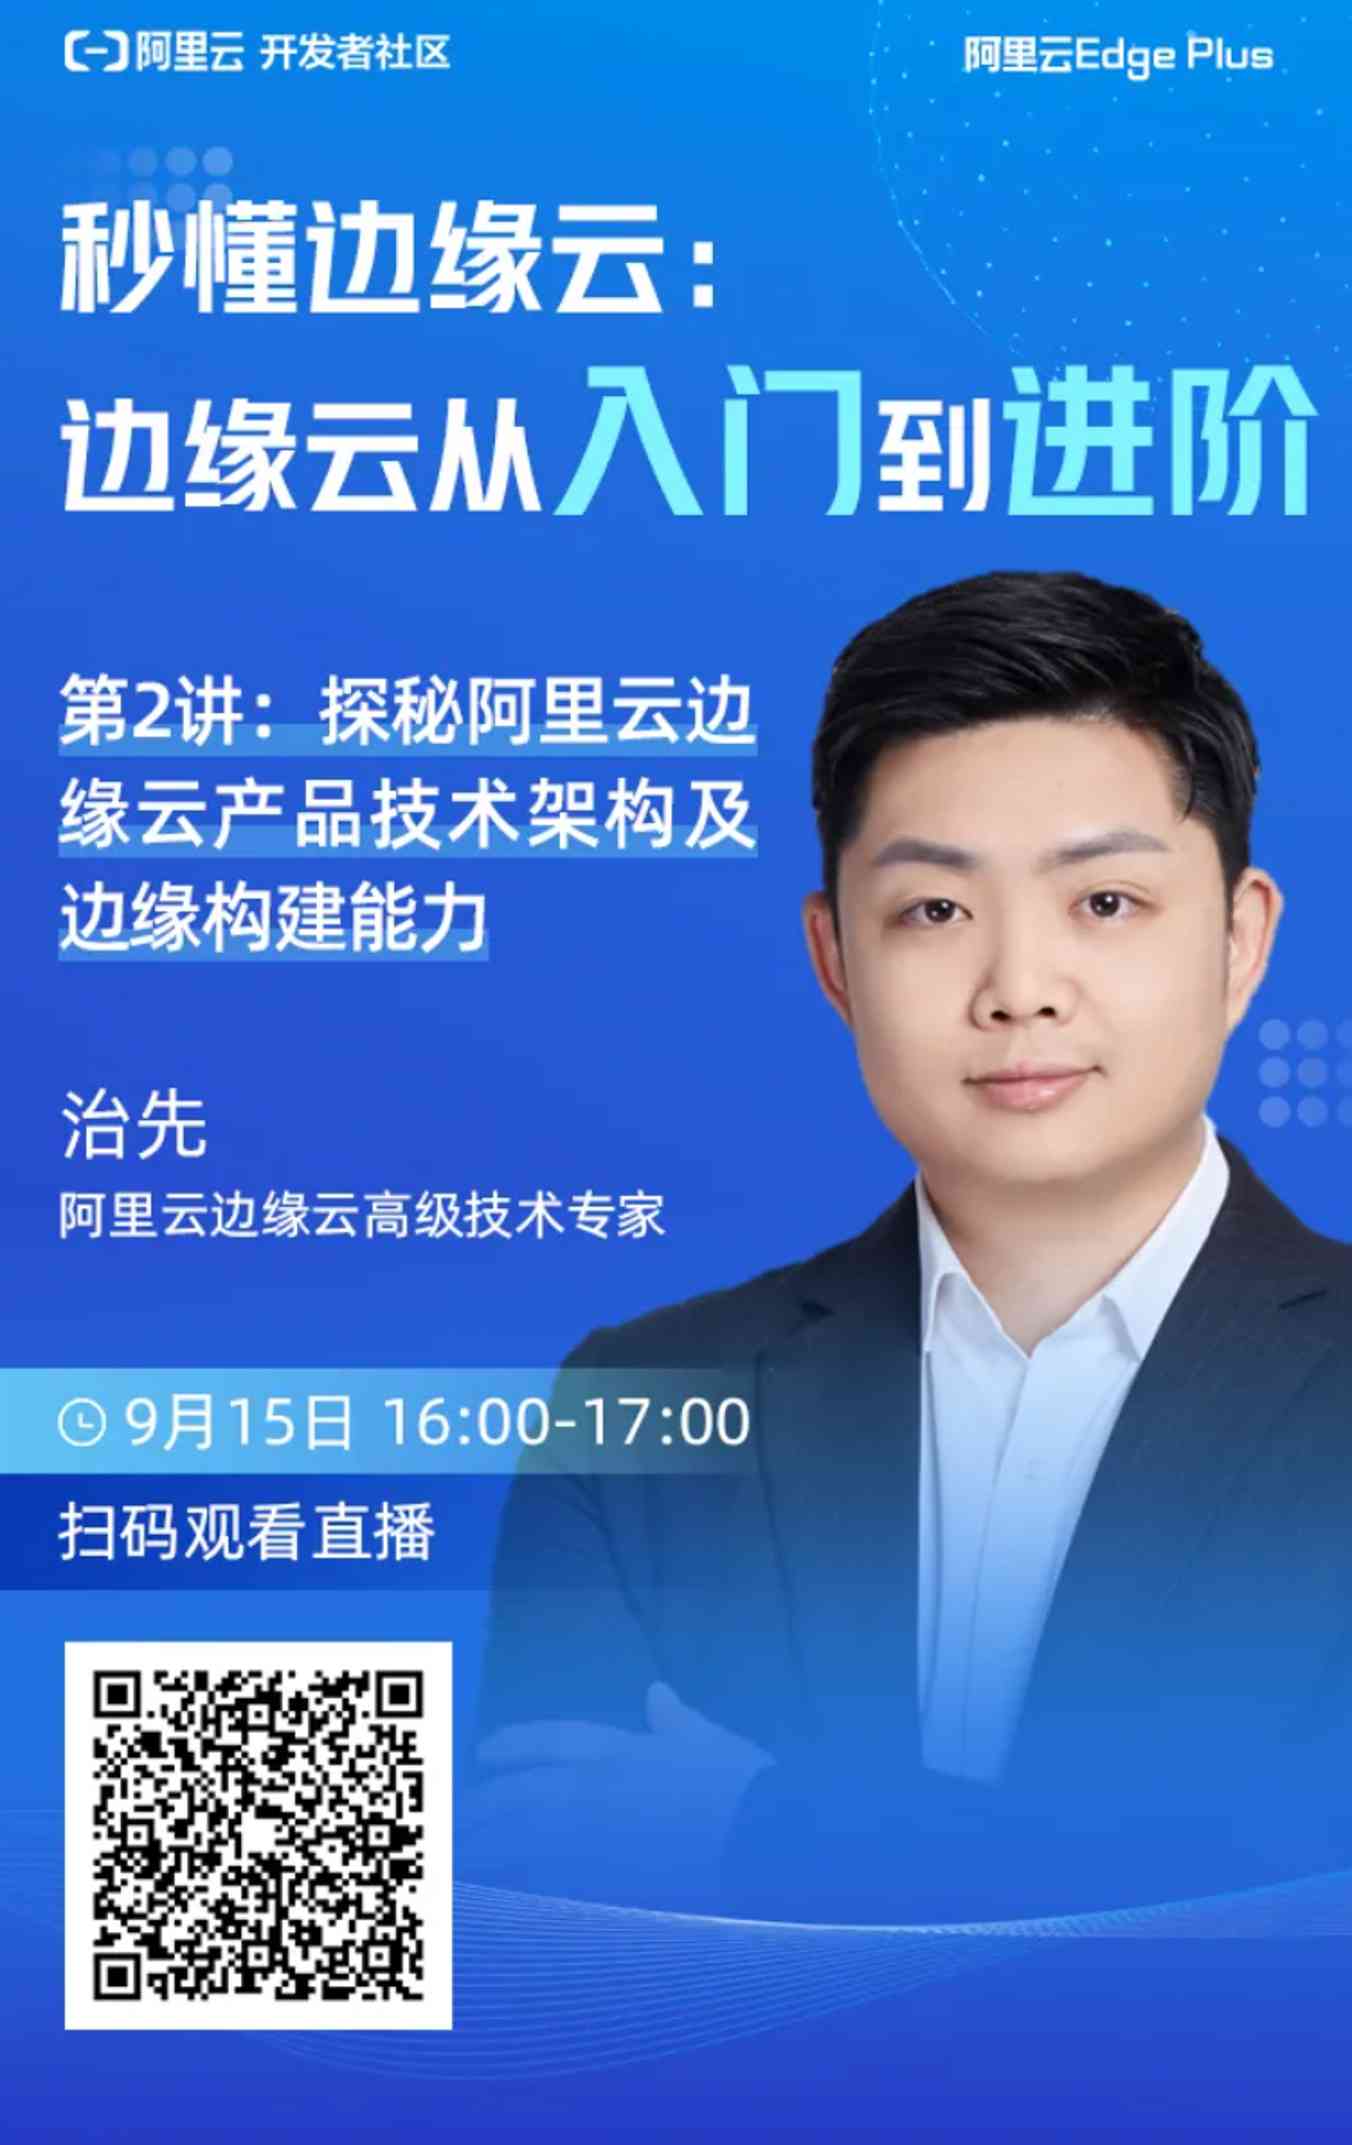 阿里云 开发者社区
阿里云Edge Plus
秒懂边缘云：
边缘云从入门到进阶
第2讲：探秘阿里云边
缘云产品技术架构及
边缘构建能力
治先
阿里云边缘云高级技术专家
9月15日 16:00-17:00
扫码观看直播